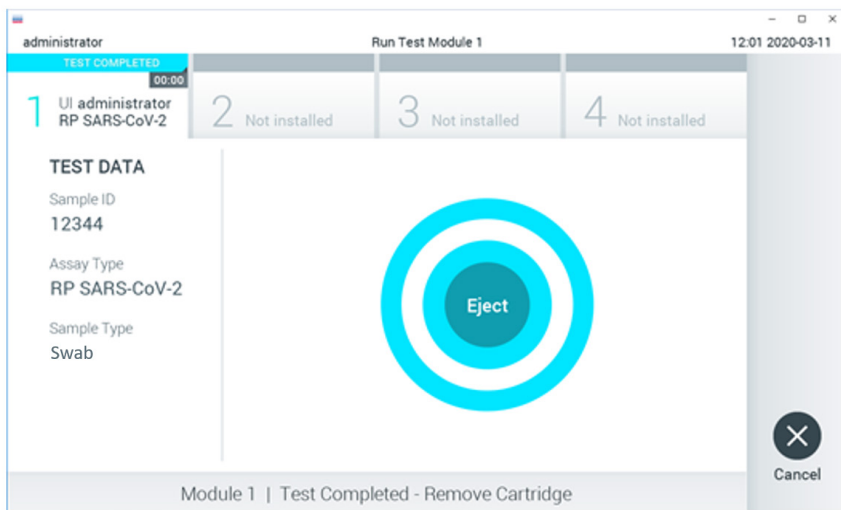 administrator Run Test Module 1 12:01 2020-03-11
TEST COMPLETED
00:00
1 UI administrator
RP SARS-CoV-2
2 Not installed
3 Not installed
4 Not installed
TEST DATA
Sample ID
12344
Assay Type
RP SARS-CoV-2
Sample Type
Swab
Eject
Cancel
Module 1 | Test Completed - Remove Cartridge